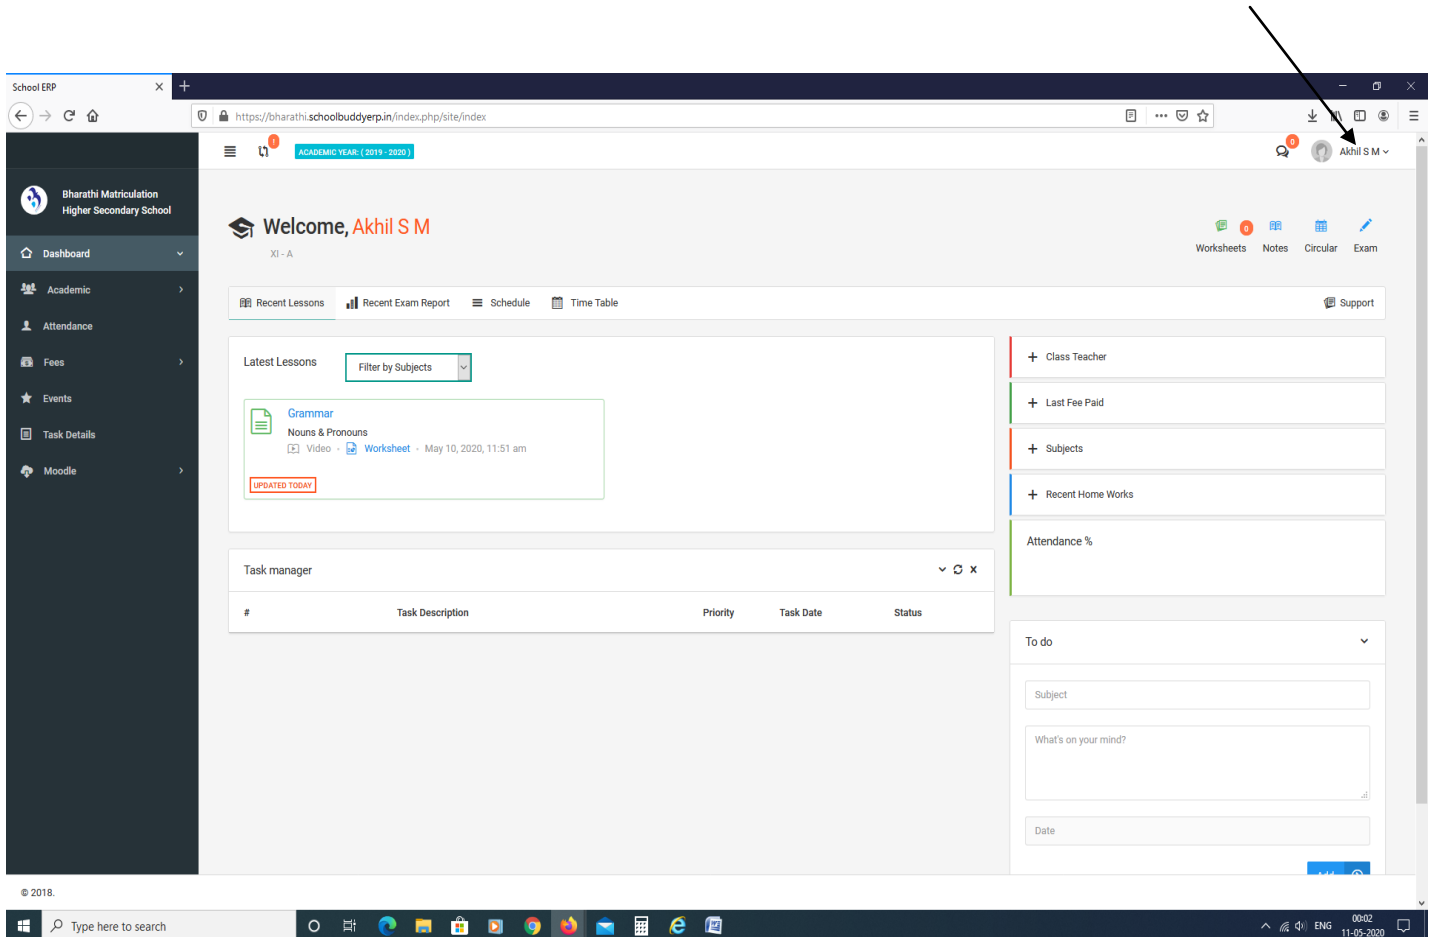 School ERP
https://bharathi.schoolbuddyerp.in/index.php/site/index
ACADEMIC YEAR: ( 2019 - 2020 )
0
Akhil S M
Bharathi Matriculation
Higher Secondary School
Dashboard
Academic
Attendance
Fees
Events
Task Details
Moodle
Welcome, Akhil S M
XI - A
0
Worksheets Notes Circular Exam
Recent Lessons Recent Exam Report Schedule Time Table Support
Latest Lessons
Filter by Subjects
Grammar
Nouns & Pronouns
Video - Worksheet - May 10, 2020, 11:51 am
UPDATED TODAY
Task manager
# Task Description Priority Task Date Status
+ Class Teacher
+ Last Fee Paid
+ Subjects
+ Recent Home Works
Attendance %
To do
Subject
What's on your mind?
Date
Add
© 2018.
Type here to search
ENG
00:02
11-05-2020